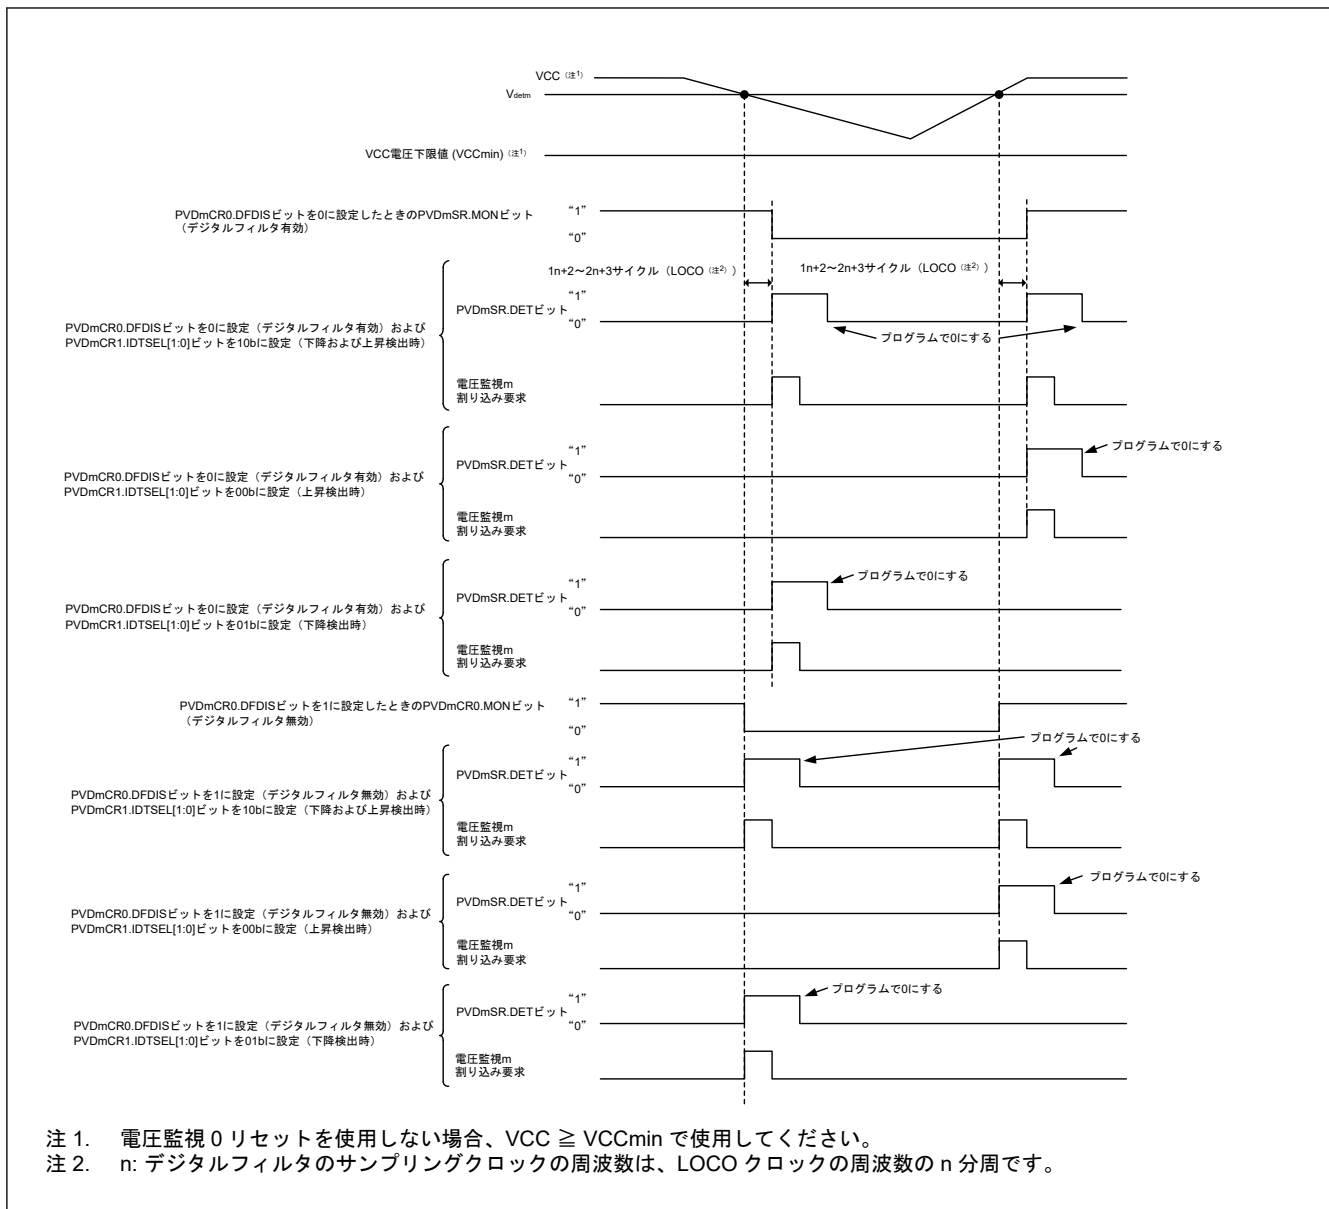 VCC（注1）
Vdetm
VCC電圧下限値 (VCCmin)（注1）
PVDmCR0.DFDISビットを0に設定したときのPVDmSR.MONビット
（デジタルフィルタ有効）
“1”
“0”
1n+2～2n+3サイクル（LOCO（注2））
1n+2～2n+3サイクル（LOCO（注2））
PVDmCR0.DFDISビットを0に設定（デジタルフィルタ有効）および
PVDmCR1.IDTSEL[1:0]ビットを10bに設定（下降および上昇検出時）
PVDmSR.DETビット
“1”
“0”
プログラムで0にする
電圧監視m
割り込み要求
PVDmCR0.DFDISビットを0に設定（デジタルフィルタ有効）および
PVDmCR1.IDTSEL[1:0]ビットを00bに設定（上昇検出時）
PVDmSR.DETビット
“1”
“0”
プログラムで0にする
電圧監視m
割り込み要求
PVDmCR0.DFDISビットを0に設定（デジタルフィルタ有効）および
PVDmCR1.IDTSEL[1:0]ビットを01bに設定（下降検出時）
PVDmSR.DETビット
“1”
“0”
プログラムで0にする
電圧監視m
割り込み要求
PVDmCR0.DFDISビットを1に設定したときのPVDmCR0.MONビット
（デジタルフィルタ無効）
“1”
“0”
PVDmCR0.DFDISビットを1に設定（デジタルフィルタ無効）および
PVDmCR1.IDTSEL[1:0]ビットを10bに設定（下降および上昇検出時）
PVDmSR.DETビット
“1”
“0”
プログラムで0にする
電圧監視m
割り込み要求
PVDmCR0.DFDISビットを1に設定（デジタルフィルタ無効）および
PVDmCR1.IDTSEL[1:0]ビットを00bに設定（上昇検出時）
PVDmSR.DETビット
“1”
“0”
プログラムで0にする
電圧監視m
割り込み要求
PVDmCR0.DFDISビットを1に設定（デジタルフィルタ無効）および
PVDmCR1.IDTSEL[1:0]ビットを01bに設定（下降検出時）
PVDmSR.DETビット
“1”
“0”
プログラムで0にする
電圧監視m
割り込み要求
注 1. 電圧監視 0 リセットを使用しない場合、VCC ≧ VCCmin で使用してください。
注 2. n: デジタルフィルタのサンプリングクロックの周波数は、LOCO クロックの周波数の n 分周です。